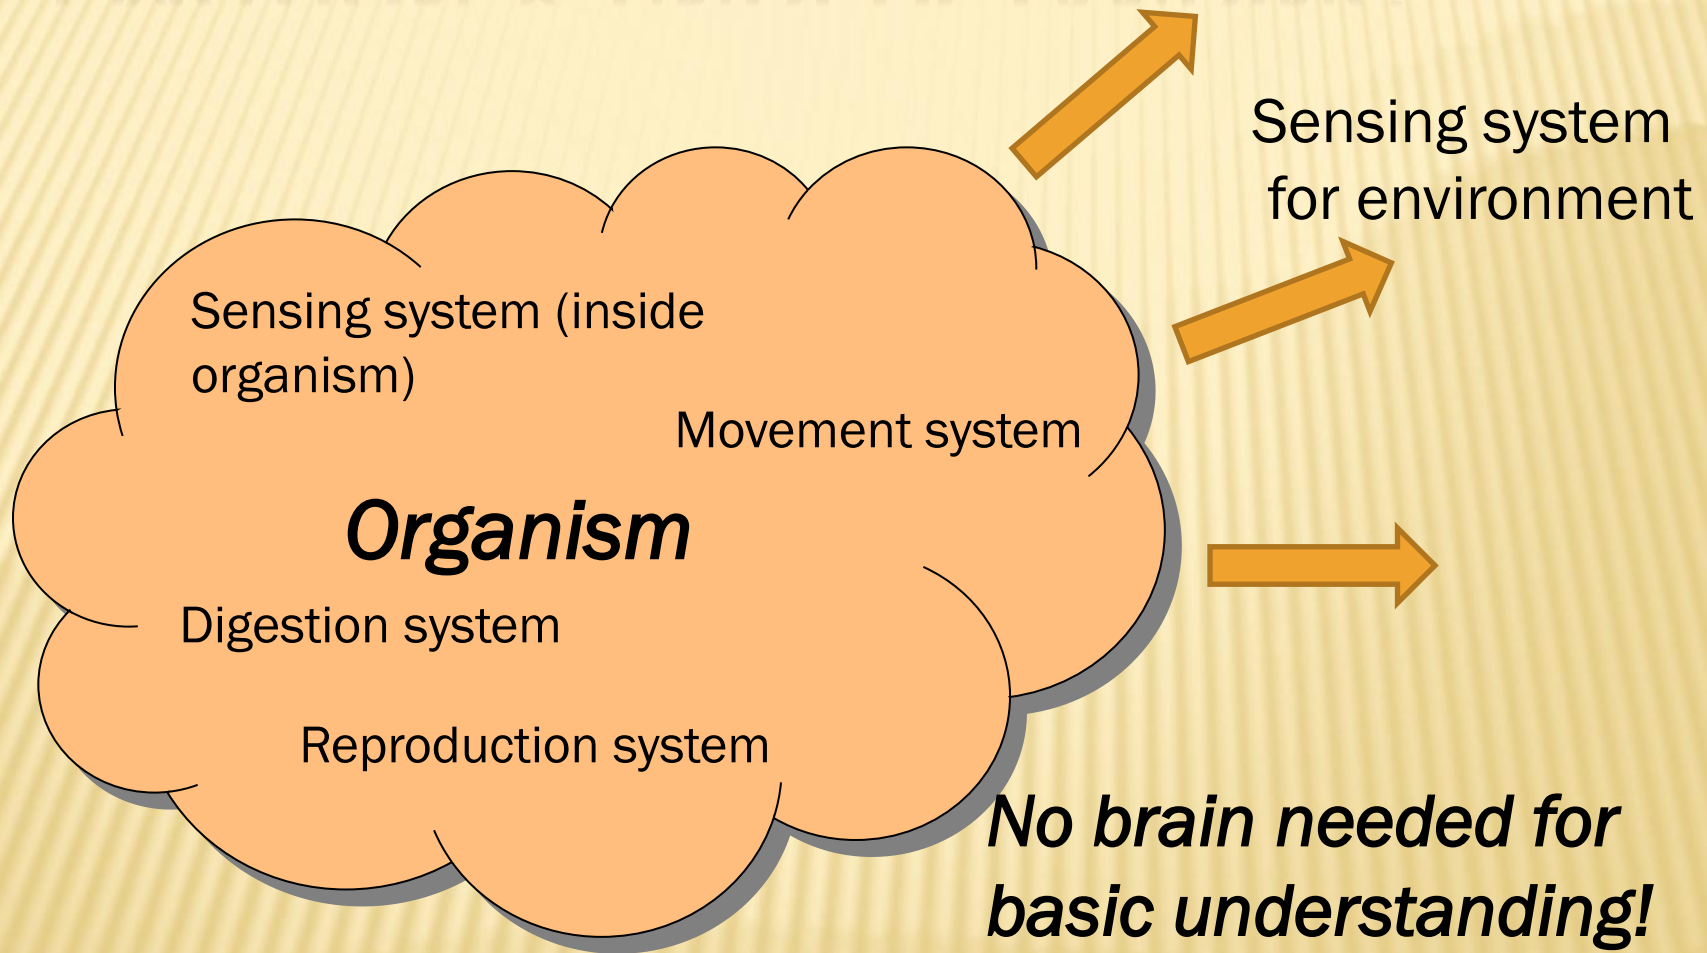 Sensing system
for environment
Sensing system (inside
organism)
Movement system
Organism
Digestion system
Reproduction system
No brain needed for
basic understanding!